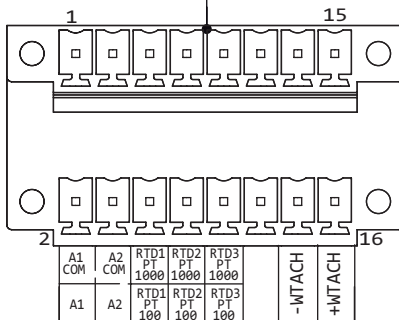 1 15
2 16
A1 A2 RTD1 RTD2 RTD3
COM COM PT PT PT
1000 1000 1000
-WTACH +WTACH
A1 A2 RTD1 RTD2 RTD3
PT PT PT
100 100 100